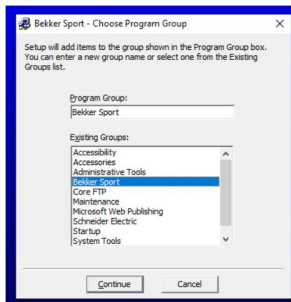 Bekker Sport - Choose Program Group
Setup will add items to the group shown in the Program Group box.
You can enter a new group name or select one from the Existing
Groups list.
Program Group:
Bekker Sport
Existing Groups:
Accessibility
Accessories
Administrative Tools
Bekker Sport
Core FTP
Maintenance
Microsoft Web Publishing
Schneider Electric
Startup
System Tools
Continue
Cancel